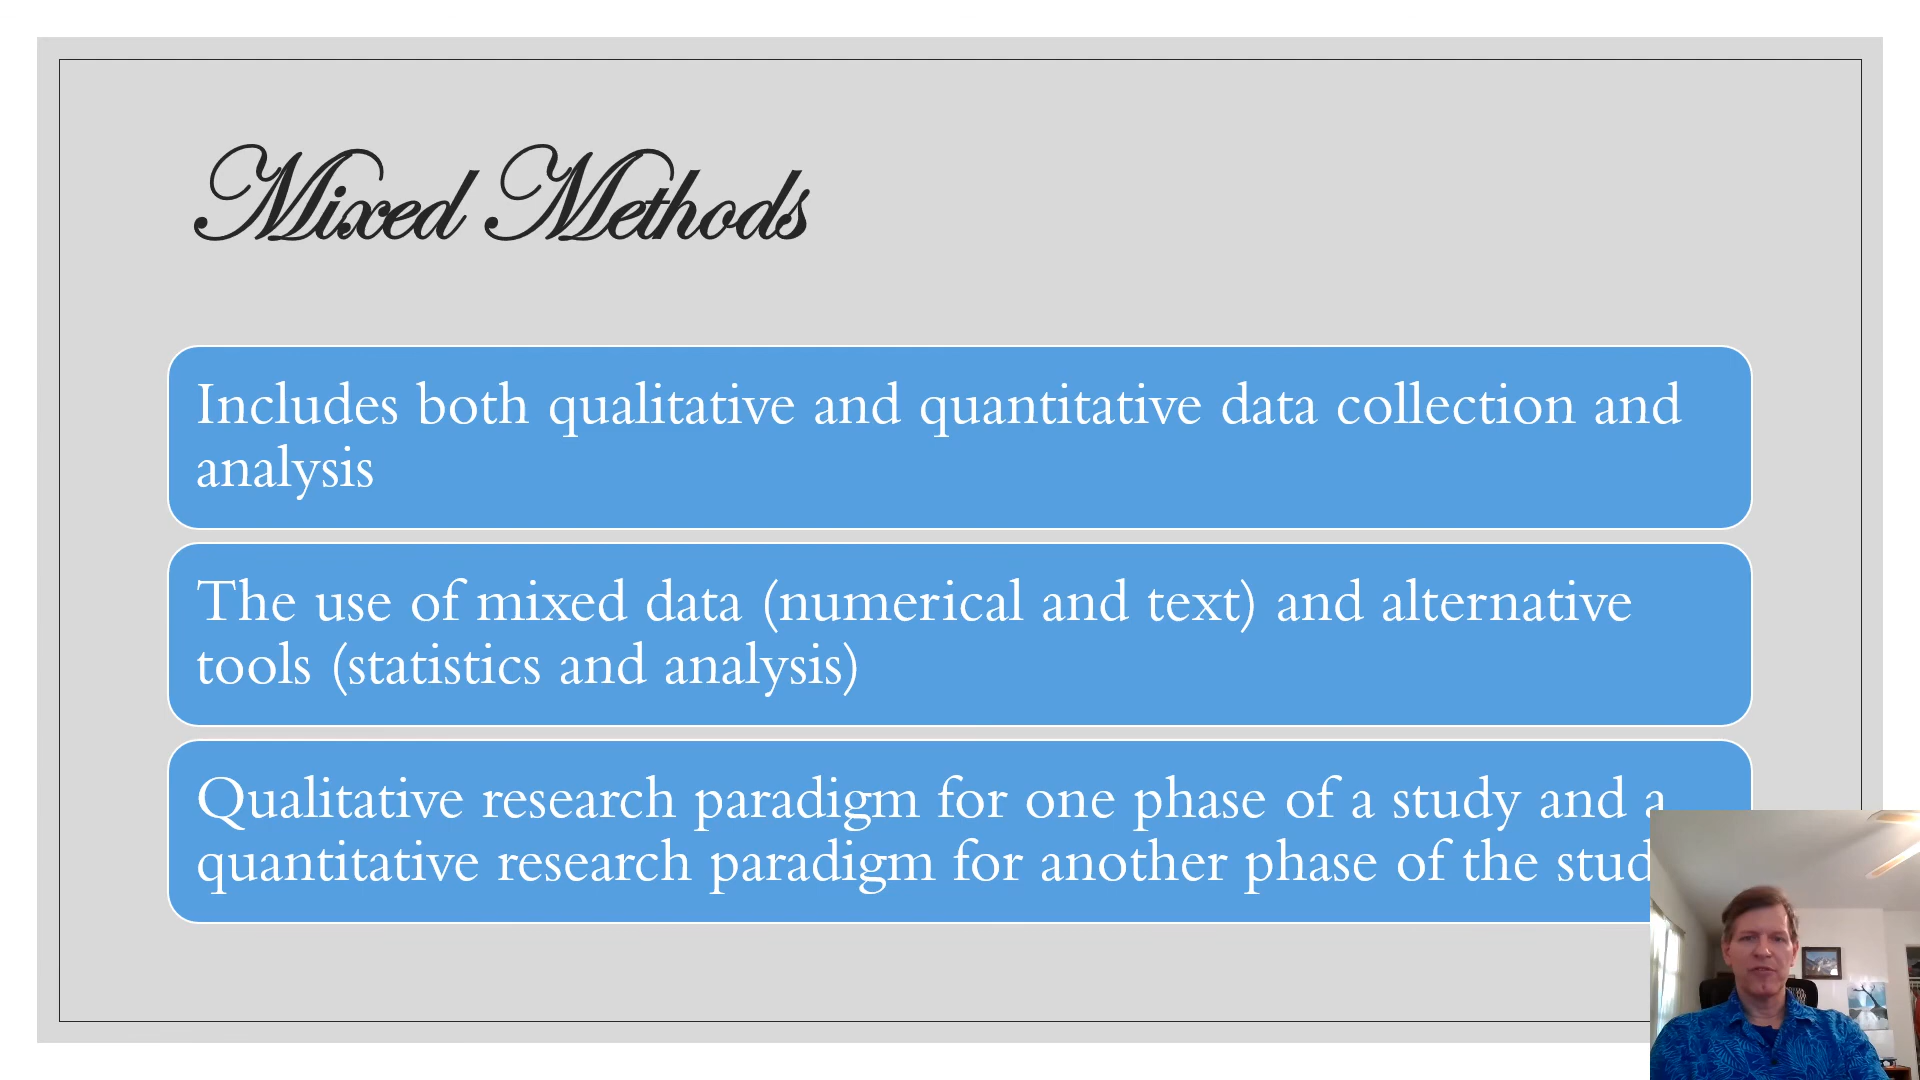 Mixed Methods
Includes both qualitative and quantitative data collection and
analysis
The use of mixed data (numerical and text) and alternative
tools (statistics and analysis)
Qualitative research paradigm for one phase of a study and a
quantitative research paradigm for another phase of the stud